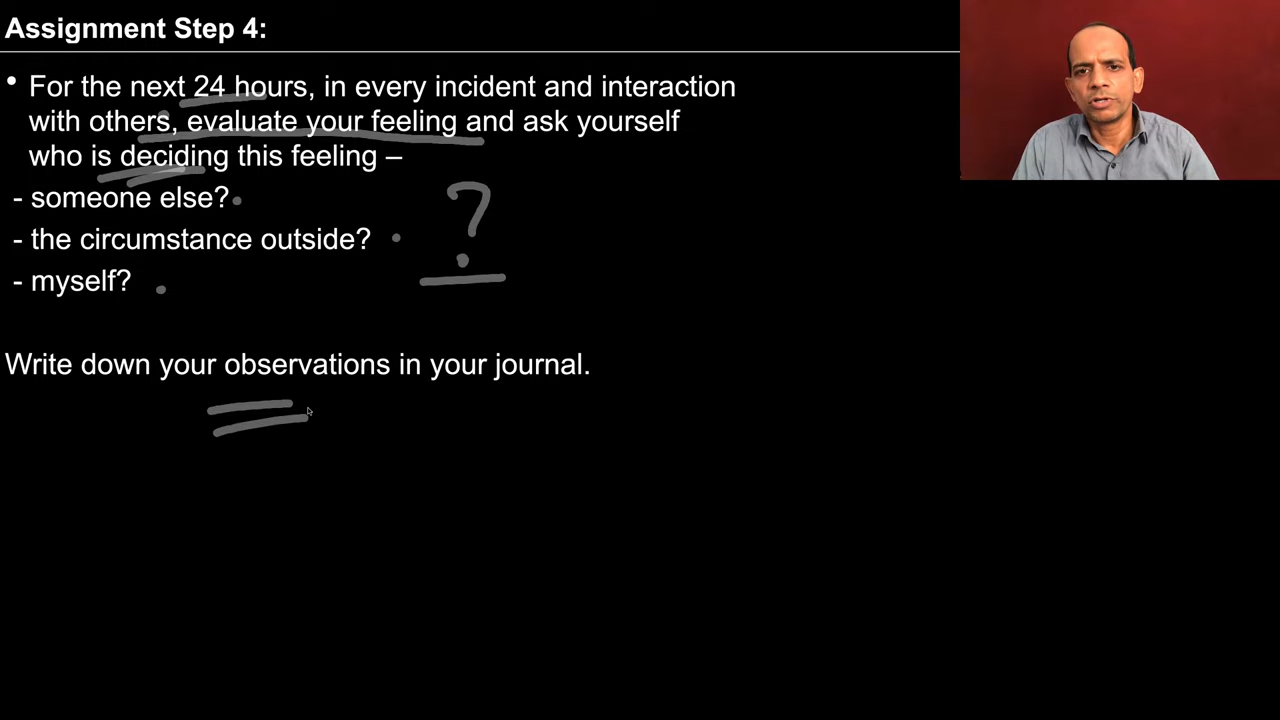 Assignment Step 4:
• For the next 24 hours, in every incident and interaction
with others, evaluate your feeling and ask yourself
who is deciding this feeling –
- someone else?
- the circumstance outside?
- myself?
?
Write down your observations in your journal.